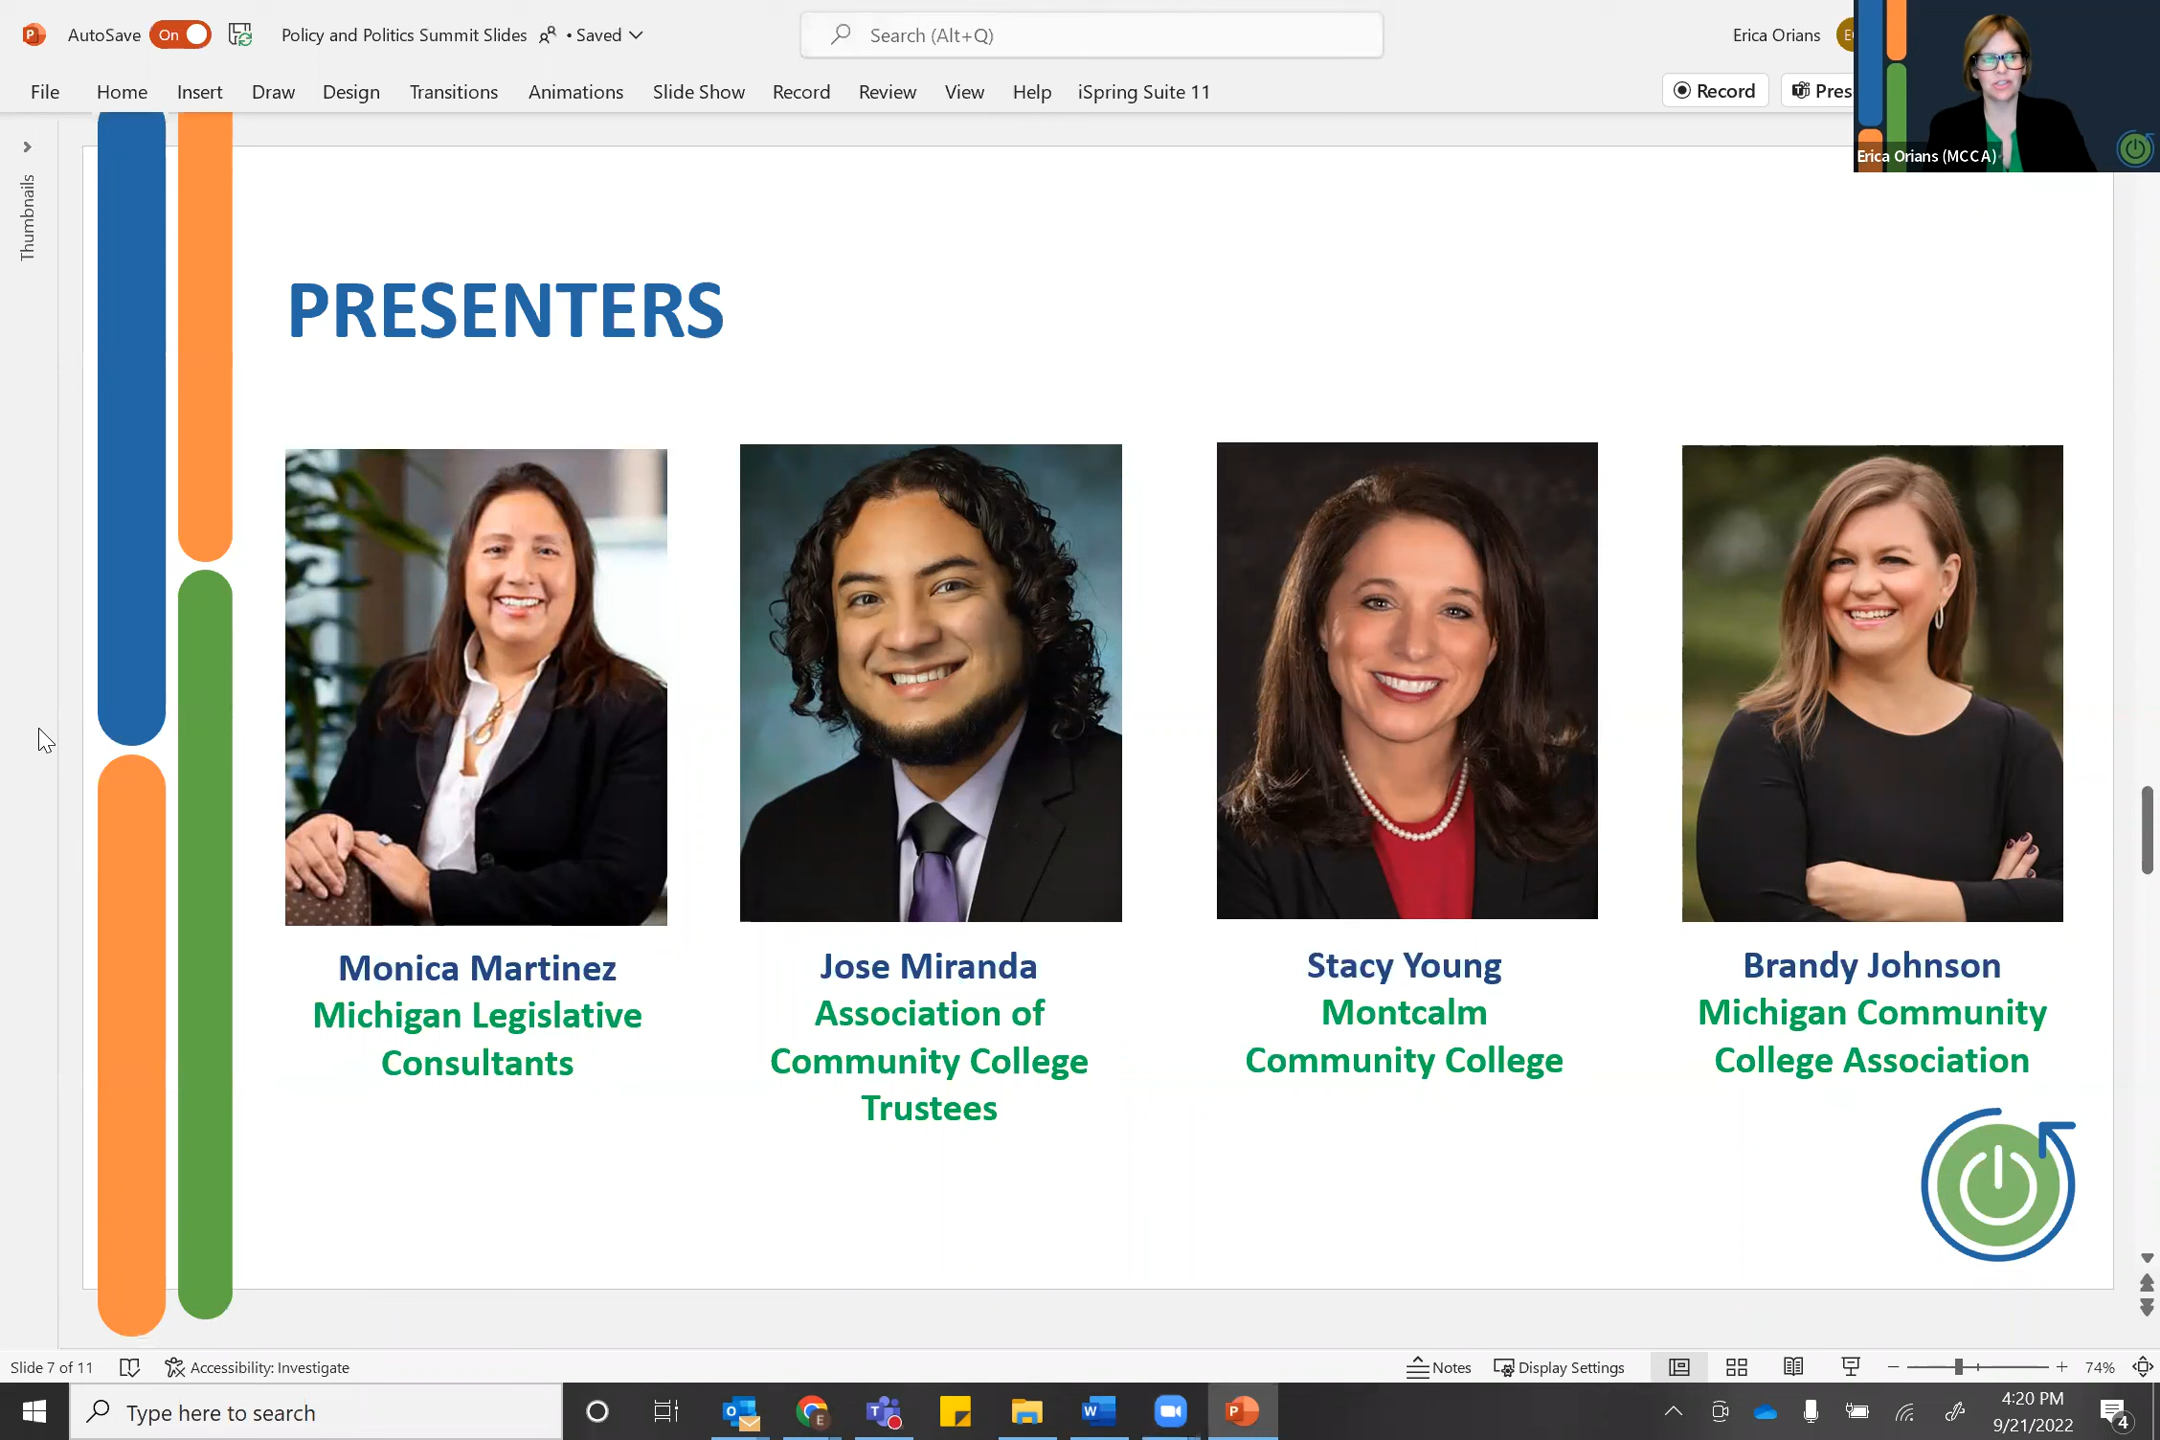 AutoSave On Policy and Politics Summit Slides • Saved Search (Alt+Q) Erica Orians
File Home Insert Draw Design Transitions Animations Slide Show Record Review View Help iSpring Suite 11 Record Pres
Erica Orians (MCCA)
Thumbnails
PRESENTERS
Monica Martinez
Michigan Legislative
Consultants
Jose Miranda
Association of
Community College
Trustees
Stacy Young
Montcalm
Community College
Brandy Johnson
Michigan Community
College Association
Slide 7 of 11 Accessibility: Investigate Notes Display Settings 74%
Type here to search
4:20 PM
9/21/2022
4